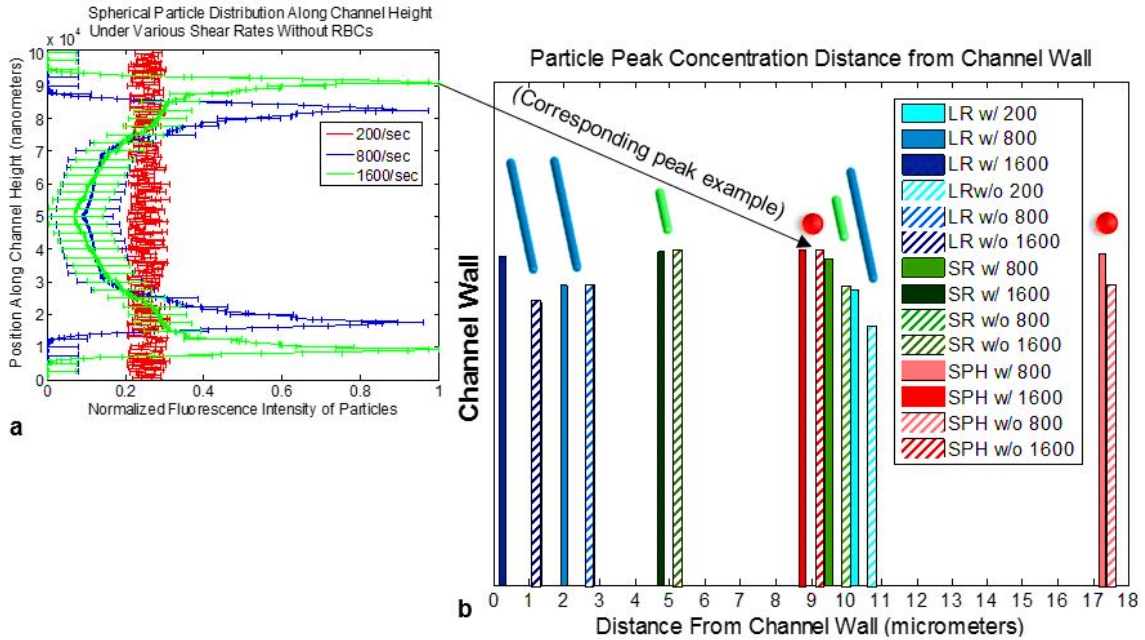 Spherical Particle Distribution Along Channel Height
Under Various Shear Rates Without RBCs
x 10⁴
Position Along Channel Height (nanometers)
10
9
8
7
6
5
4
3
2
1
0
200/sec
800/sec
1600/sec
0 0.2 0.4 0.6 0.8 1
Normalized Fluorescence Intensity of Particles
a
Particle Peak Concentration Distance from Channel Wall
(Corresponding peak example)
Channel Wall
LR w/ 200
LR w/ 800
LR w/ 1600
LRw/o 200
LR w/o 800
LR w/o 1600
SR w/ 800
SR w/ 1600
SR w/o 800
SR w/o 1600
SPH w/ 800
SPH w/ 1600
SPH w/o 800
SPH w/o 1600
0 1 2 3 4 5 6 7 8 9 10 11 12 13 14 15 16 17 18
Distance From Channel Wall (micrometers)
b